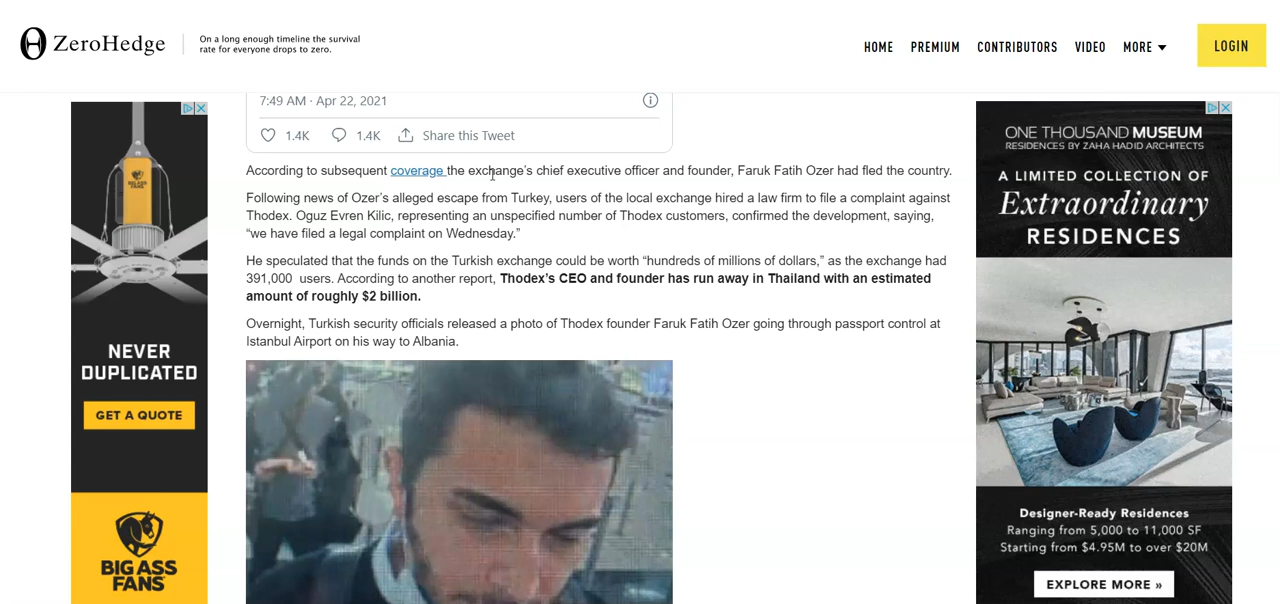 ZeroHedge
On a long enough timeline the survival
rate for everyone drops to zero.
HOME PREMIUM CONTRIBUTORS VIDEO MORE LOGIN
7:49 AM · Apr 22, 2021
1.4K 1.4K Share this Tweet
According to subsequent coverage the exchange's chief executive officer and founder, Faruk Fatih Ozer had fled the country.
Following news of Ozer's alleged escape from Turkey, users of the local exchange hired a law firm to file a complaint against
Thodex. Oguz Evren Kilic, representing an unspecified number of Thodex customers, confirmed the development, saying,
“we have filed a legal complaint on Wednesday.”
He speculated that the funds on the Turkish exchange could be worth “hundreds of millions of dollars,” as the exchange had
391,000 users. According to another report, Thodex's CEO and founder has run away in Thailand with an estimated
amount of roughly $2 billion.
Overnight, Turkish security officials released a photo of Thodex founder Faruk Fatih Ozer going through passport control at
Istanbul Airport on his way to Albania.
BIG ASS
FANS
NEVER
DUPLICATED
GET A QUOTE
BIG ASS
FANS
ONE THOUSAND MUSEUM
RESIDENCES BY ZAHA HADID ARCHITECTS
A LIMITED COLLECTION OF
Extraordinary
RESIDENCES
Designer-Ready Residences
Ranging from 5,000 to 11,000 SF
Starting from $4.95M to over $20M
EXPLORE MORE »